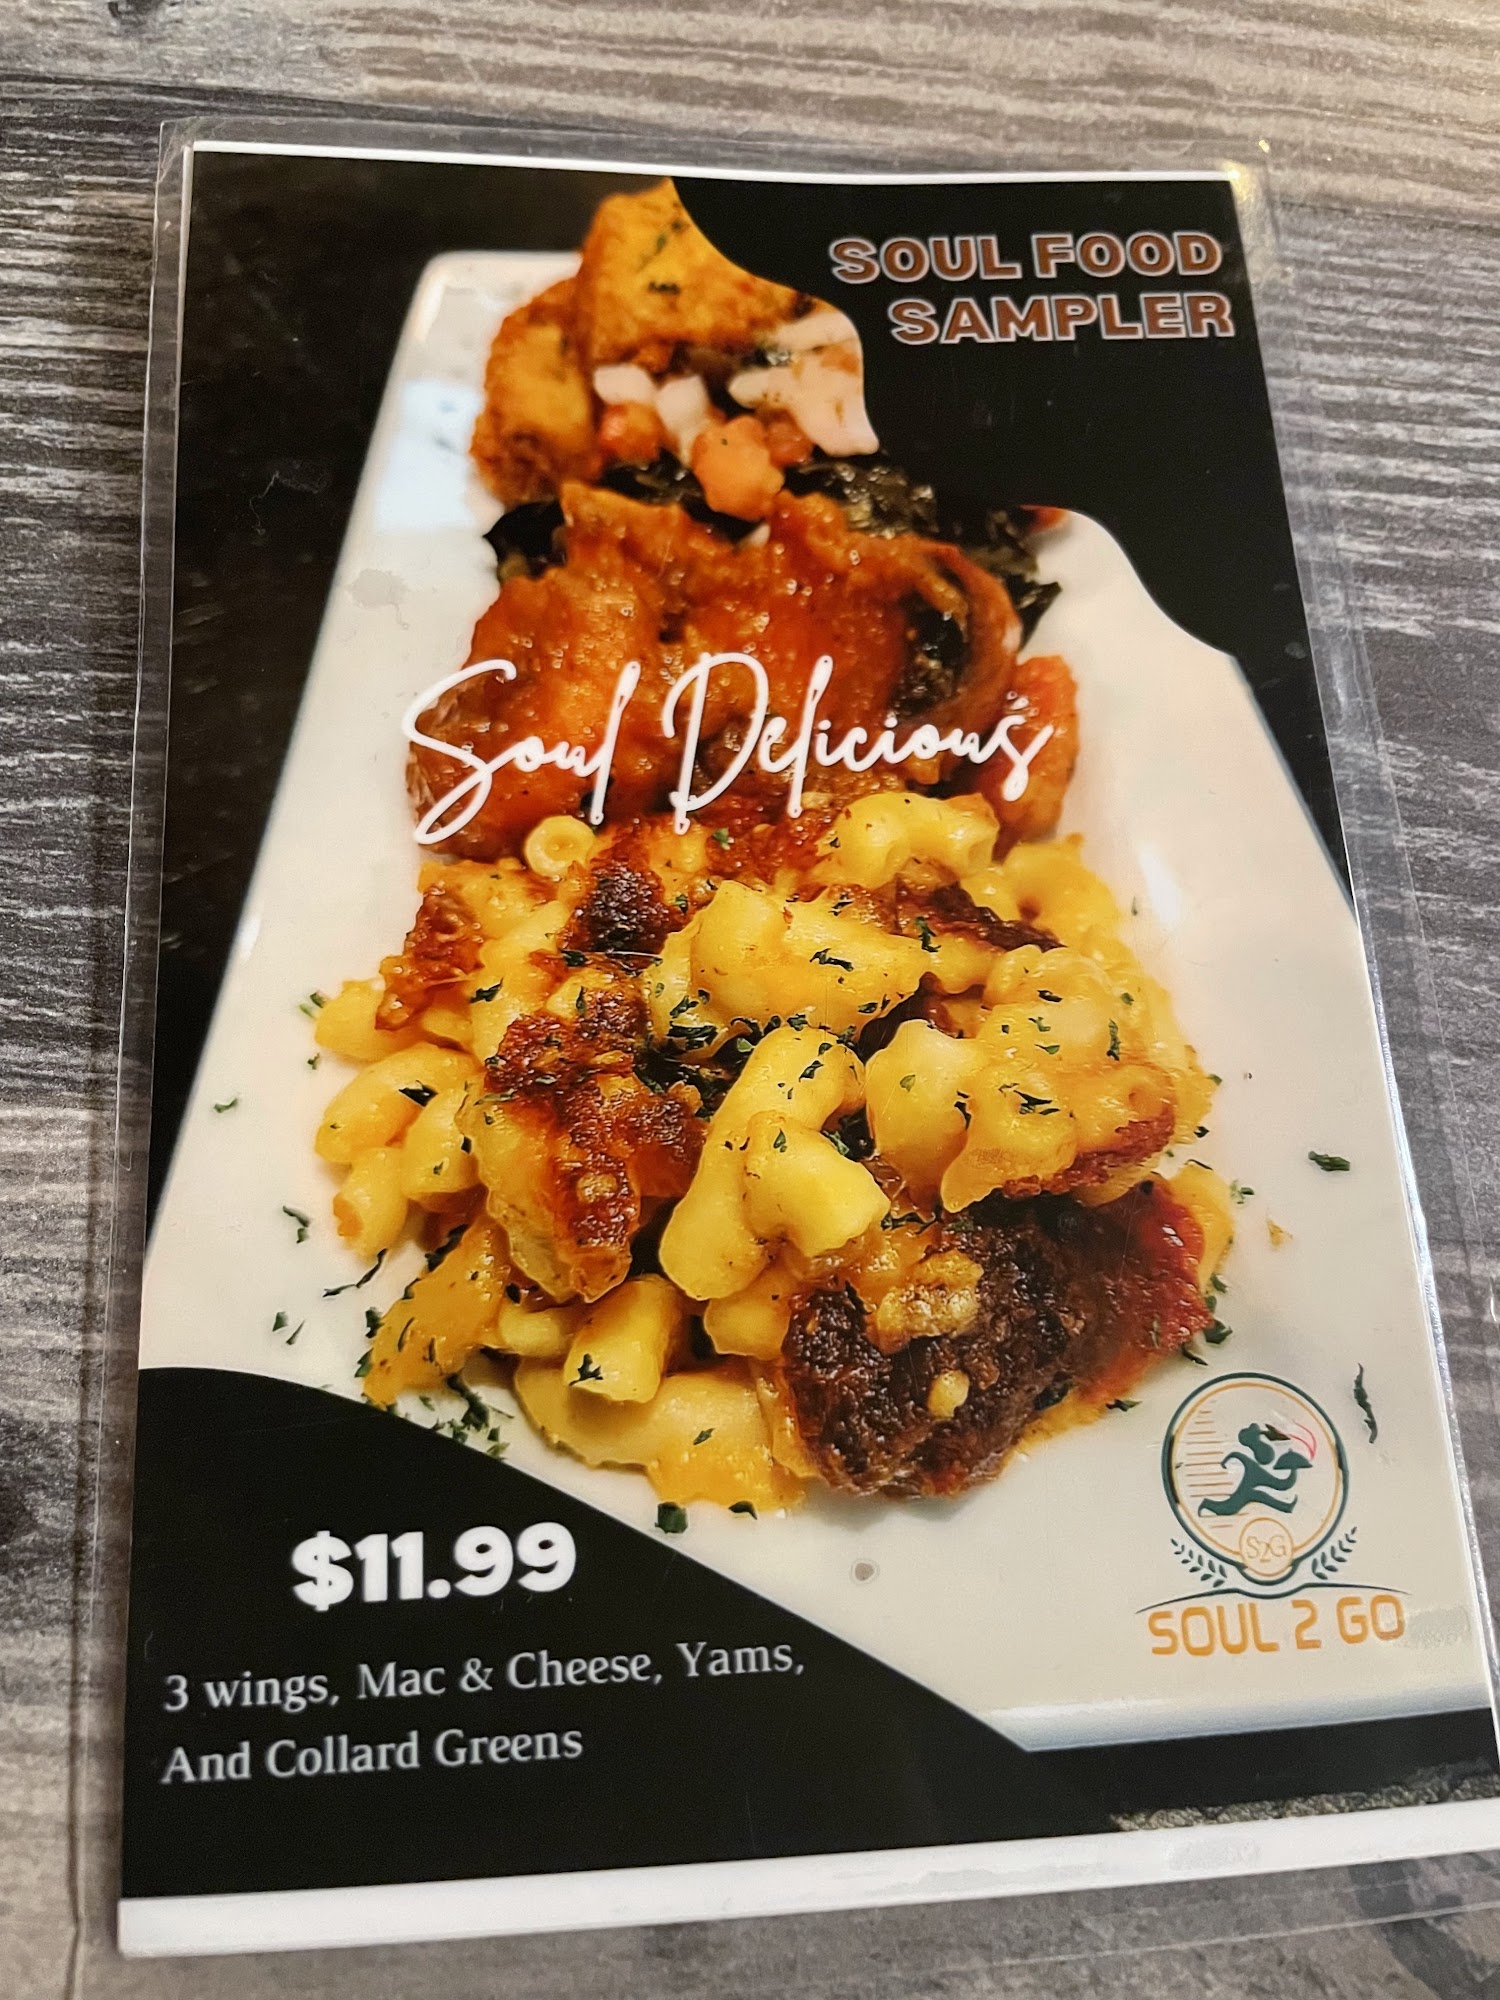 SOUL FOOD
SAMPLER
Soul Delicious
$11.99
3 wings, Mac & Cheese, Yams,
And Collard Greens
S2G
SOUL 2 GO